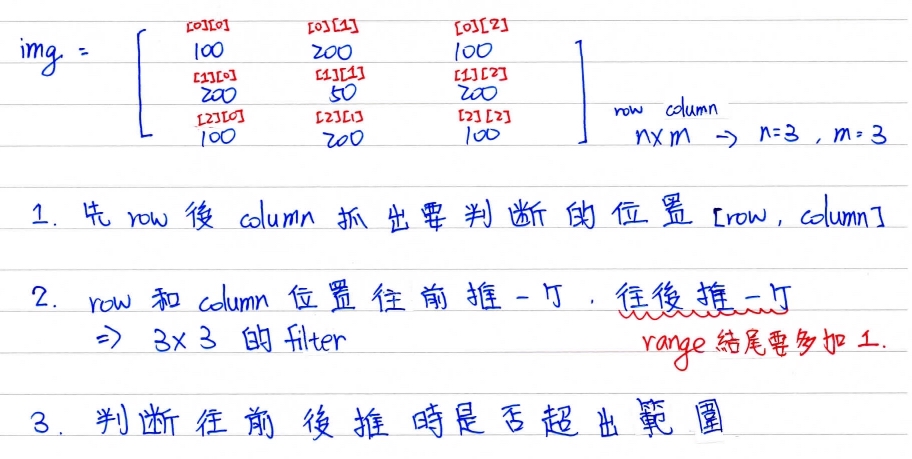 [0][0] [0][1] [0][2]
img = 100 200 100
[1][0] [1][1] [1][2]
200 50 200
[2][0] [2][1] [2][2]
100 200 100
row column
n×m → n=3 , m=3
1. 先 row 後 column 抓出要判斷的位置 [row, column]
2. row 和 column 位置往前推一個,往後推一個
⇒ 3×3 的 filter
range 結尾要多加 1.
3. 判斷往前後推時是否超出範圍